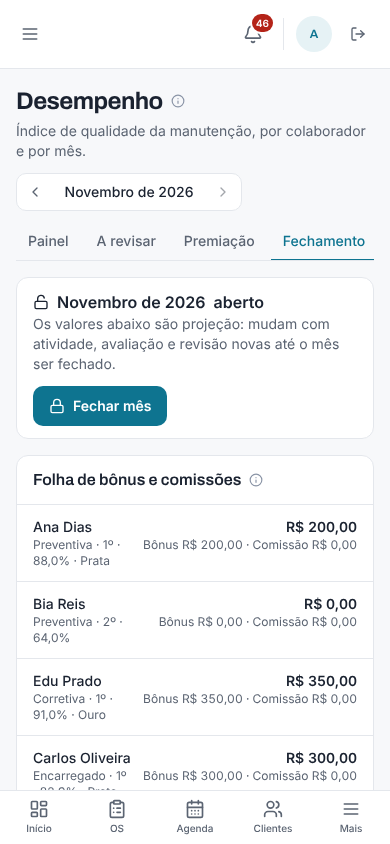 46
A
Desempenho
Índice de qualidade da manutenção, por colaborador
e por mês.
Novembro de 2026
Painel
A revisar
Premiação
Fechamento
Novembro de 2026 aberto
Os valores abaixo são projeção: mudam com
atividade, avaliação e revisão novas até o mês
ser fechado.
Fechar mês
Folha de bônus e comissões
Ana Dias
R$ 200,00
Preventiva · 1º ·
88,0% · Prata
Bônus R$ 200,00 · Comissão R$ 0,00
Bia Reis
R$ 0,00
Preventiva · 2º ·
64,0%
Bônus R$ 0,00 · Comissão R$ 0,00
Edu Prado
R$ 350,00
Corretiva · 1º ·
91,0% · Ouro
Bônus R$ 350,00 · Comissão R$ 0,00
Carlos Oliveira
R$ 300,00
Encarregado · 1º
Bônus R$ 300,00 · Comissão R$ 0,00
Início
OS
Agenda
Clientes
Mais